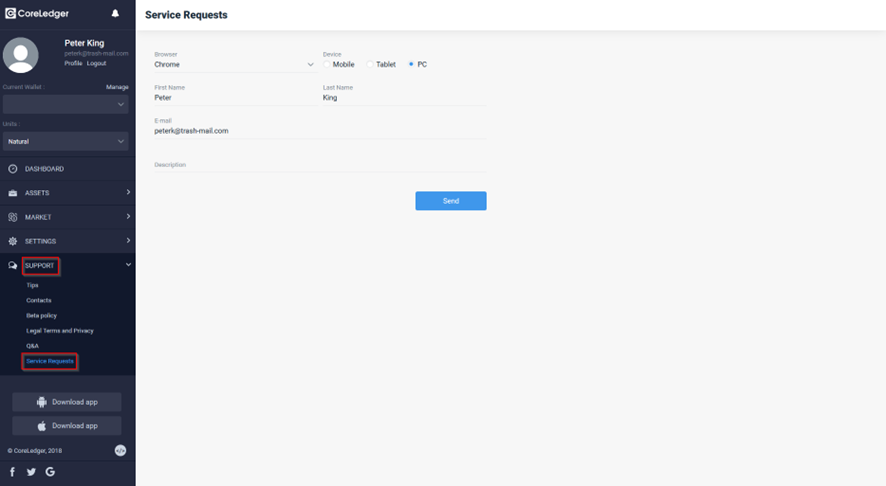 CoreLedger
Peter King
peterk@trash-mail.com
Profile Logout
Current Wallet : Manage
Units :
Natural
DASHBOARD
ASSETS
MARKET
SETTINGS
SUPPORT
Tips
Contacts
Beta policy
Legal Terms and Privacy
Q&A
Service Requests
Download app
Download app
© CoreLedger, 2018
Service Requests
Browser
Chrome
Device
Mobile Tablet PC
First Name
Peter
Last Name
King
E-mail
peterk@trash-mail.com
Description
Send